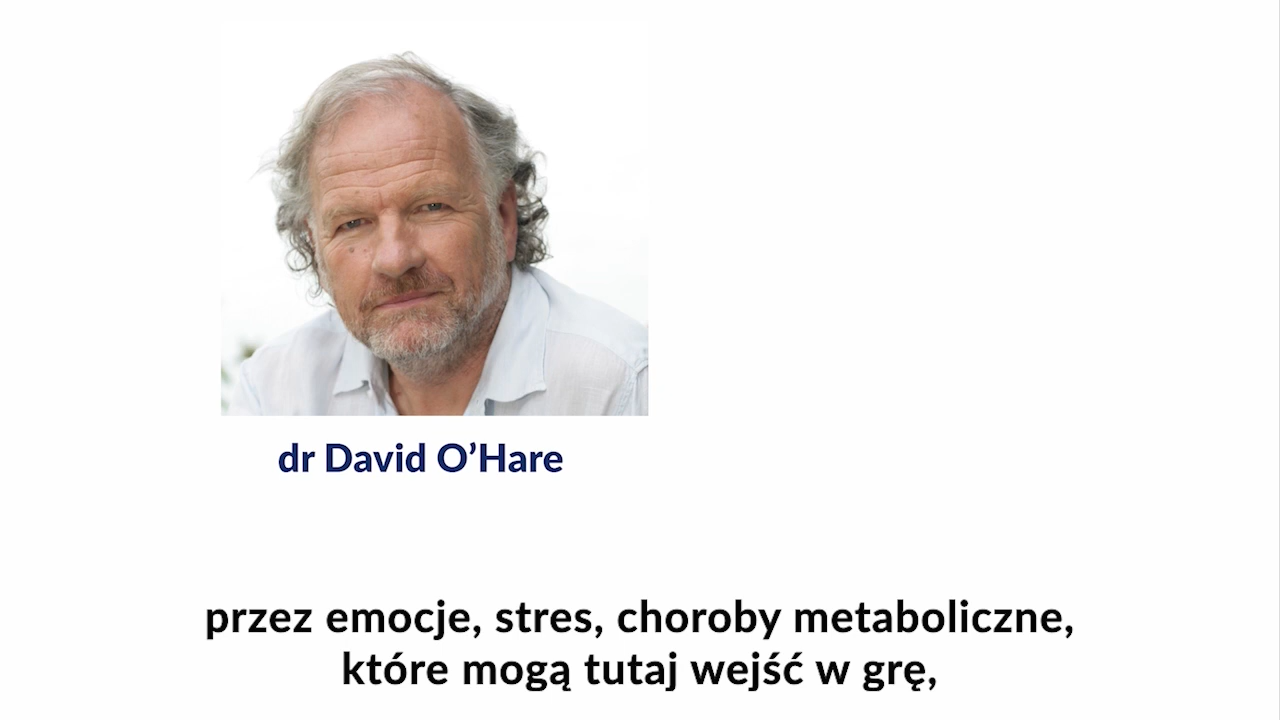 dr David O’Hare
przez emocje, stres, choroby metaboliczne,
które mogą tutaj wejść w grę,